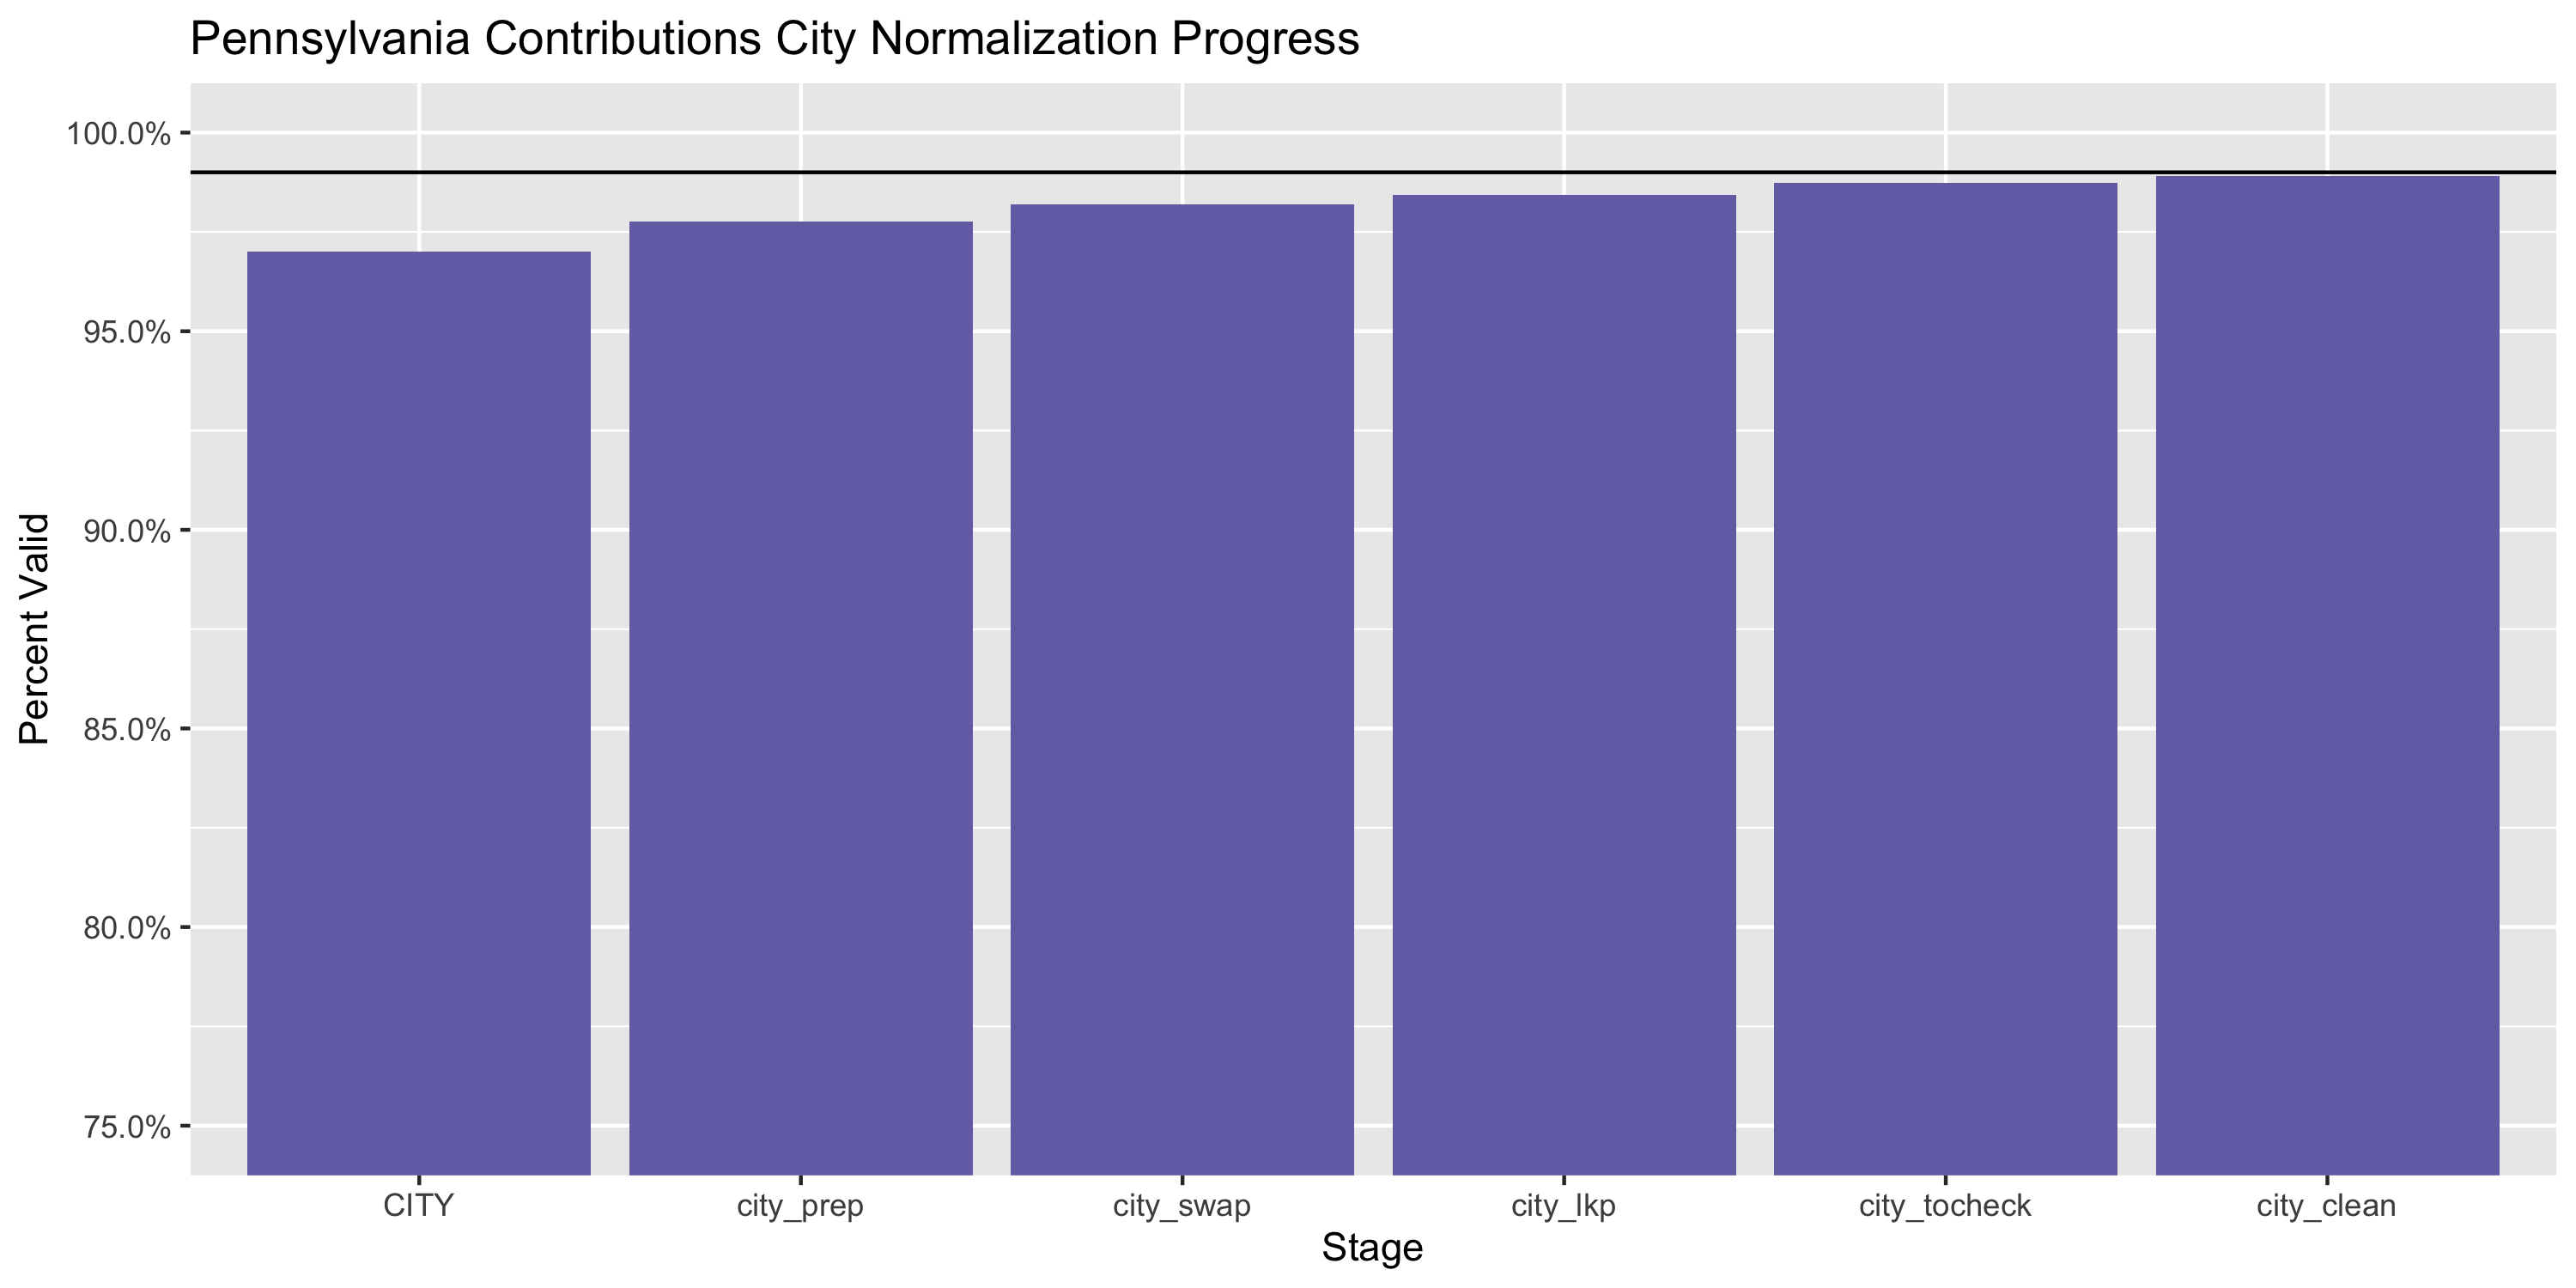 Pennsylvania Contributions City Normalization Progress
100.0%
95.0%
90.0%
85.0%
80.0%
75.0%
Percent Valid
CITY
city_prep
city_swap
city_lkp
city_tocheck
city_clean
Stage